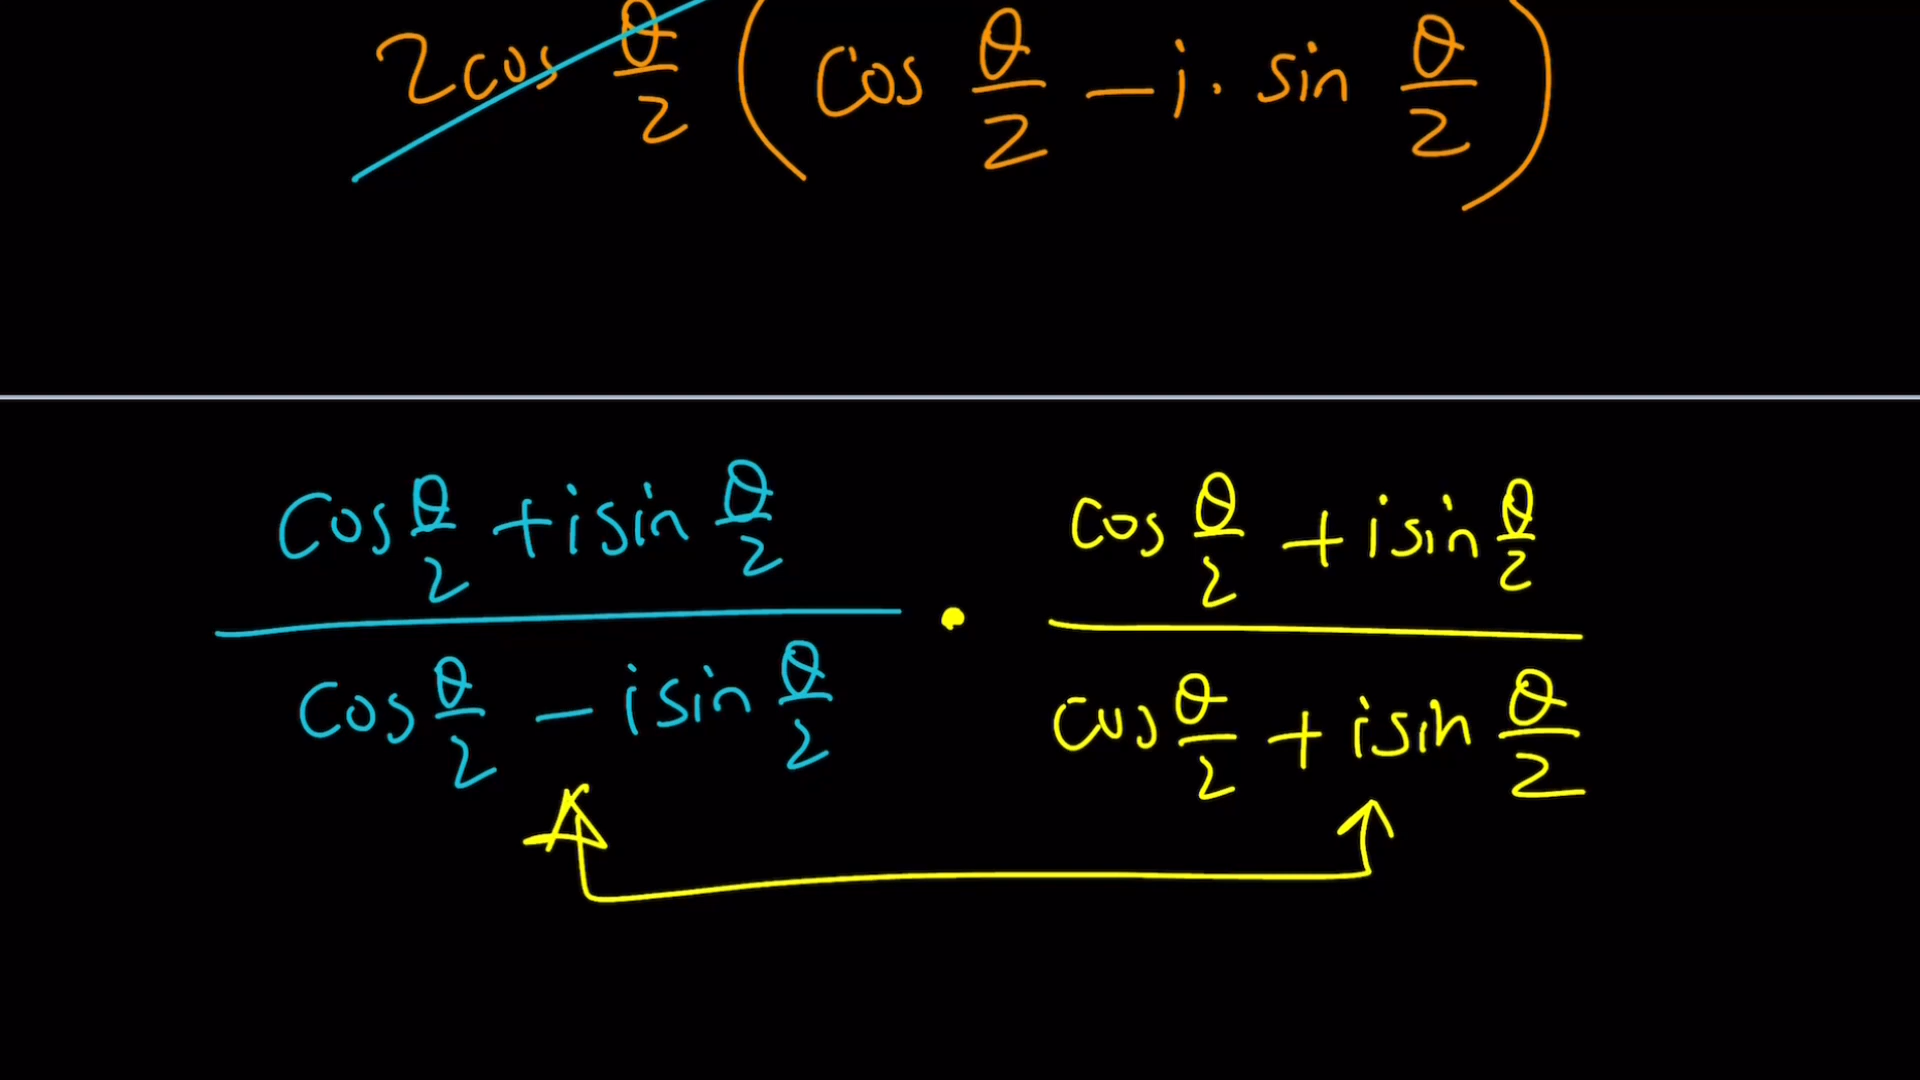 2cos θ/2 (cos θ/2 − i · sin θ/2)
cos θ/2 + i sin θ/2 · cos θ/2 + i sin θ/2
cos θ/2 − i sin θ/2 cos θ/2 + i sin θ/2